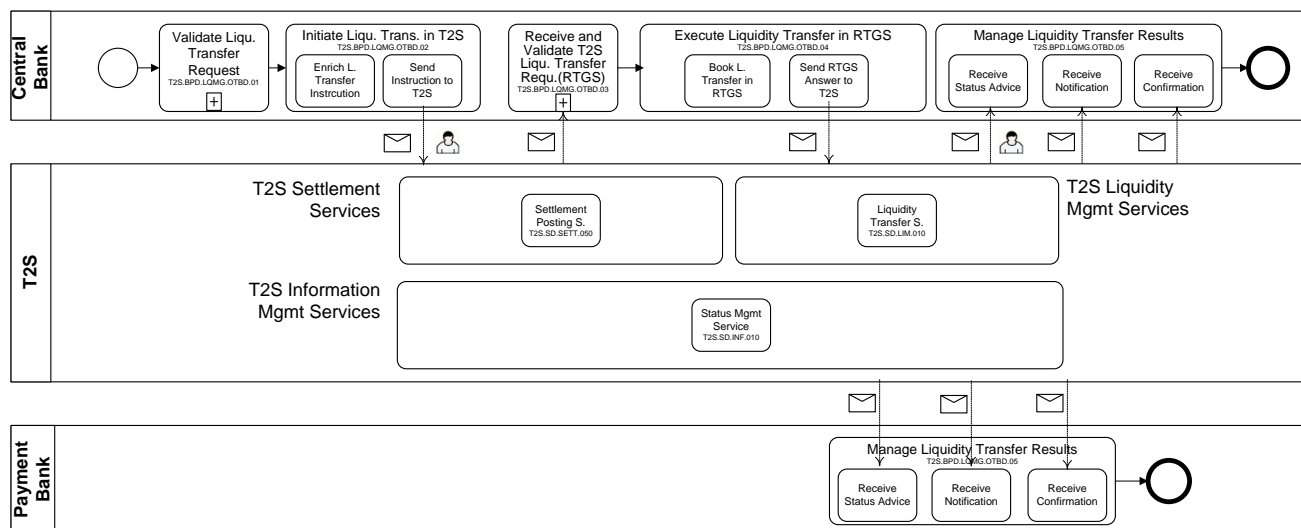 Central
Bank
Validate Liqu.
Transfer
Request
T2S.BPD.LQMG.OTBD.01
+
Initiate Liqu. Trans. in T2S
T2S.BPD.LQMG.OTBD.02
Enrich L.
Transfer
Instrcution
Send
Instruction to
T2S
Receive and
Validate T2S
Liqu. Transfer
Requ.(RTGS)
T2S.BPD.LQMG.OTBD.03
+
Execute Liquidity Transfer in RTGS
T2S.BPD.LQMG.OTBD.04
Book L.
Transfer in
RTGS
Send RTGS
Answer to
T2S
Manage Liquidity Transfer Results
T2S.BPD.LQMG.OTBD.05
Receive
Status Advice
Receive
Notification
Receive
Confirmation
T2S
T2S Settlement
Services
Settlement
Posting S.
T2S.SD.SETT.050
Liquidity
Transfer S.
T2S.SD.LIM.010
T2S Liquidity
Mgmt Services
T2S Information
Mgmt Services
Status Mgmt
Service
T2S.SD.INF.010
Payment
Bank
Manage Liquidity Transfer Results
T2S.BPD.LQMG.OTBD.05
Receive
Status Advice
Receive
Notification
Receive
Confirmation